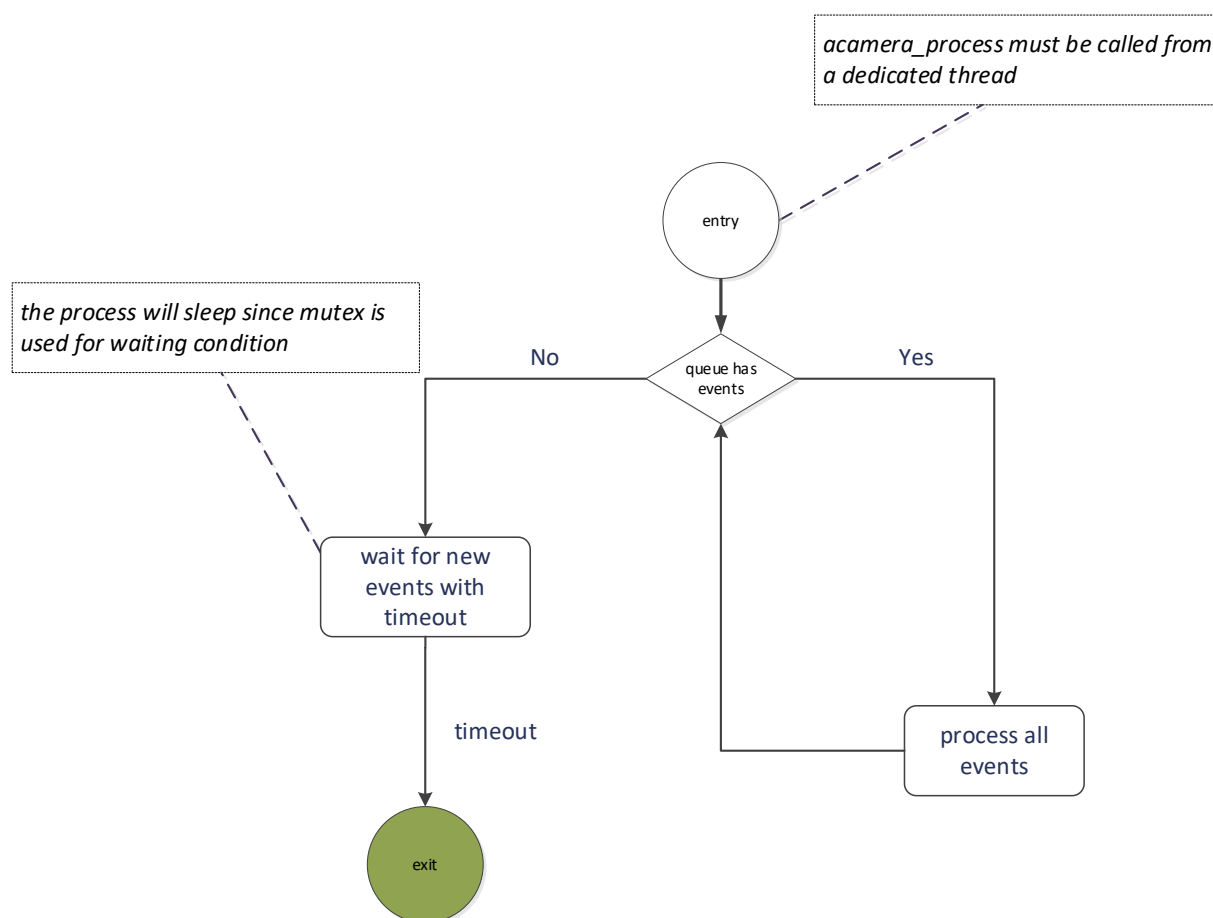 acamera_process must be called from
a dedicated thread
entry
the process will sleep since mutex is
used for waiting condition
No
queue has
events
Yes
wait for new
events with
timeout
timeout
process all
events
exit